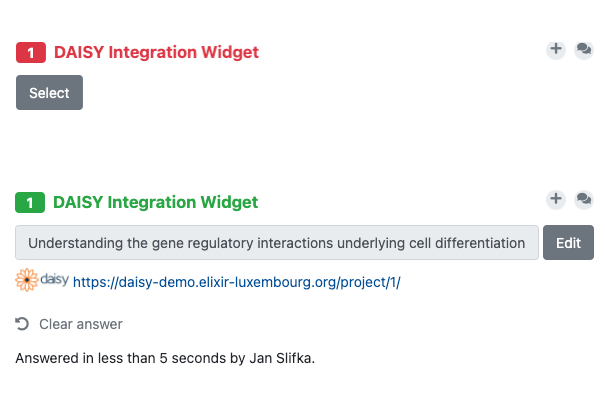 1 DAISY Integration Widget
Select
1 DAISY Integration Widget
Understanding the gene regulatory interactions underlying cell differentiation Edit
daisy https://daisy-demo.elixir-luxembourg.org/project/1/
Clear answer
Answered in less than 5 seconds by Jan Slifka.